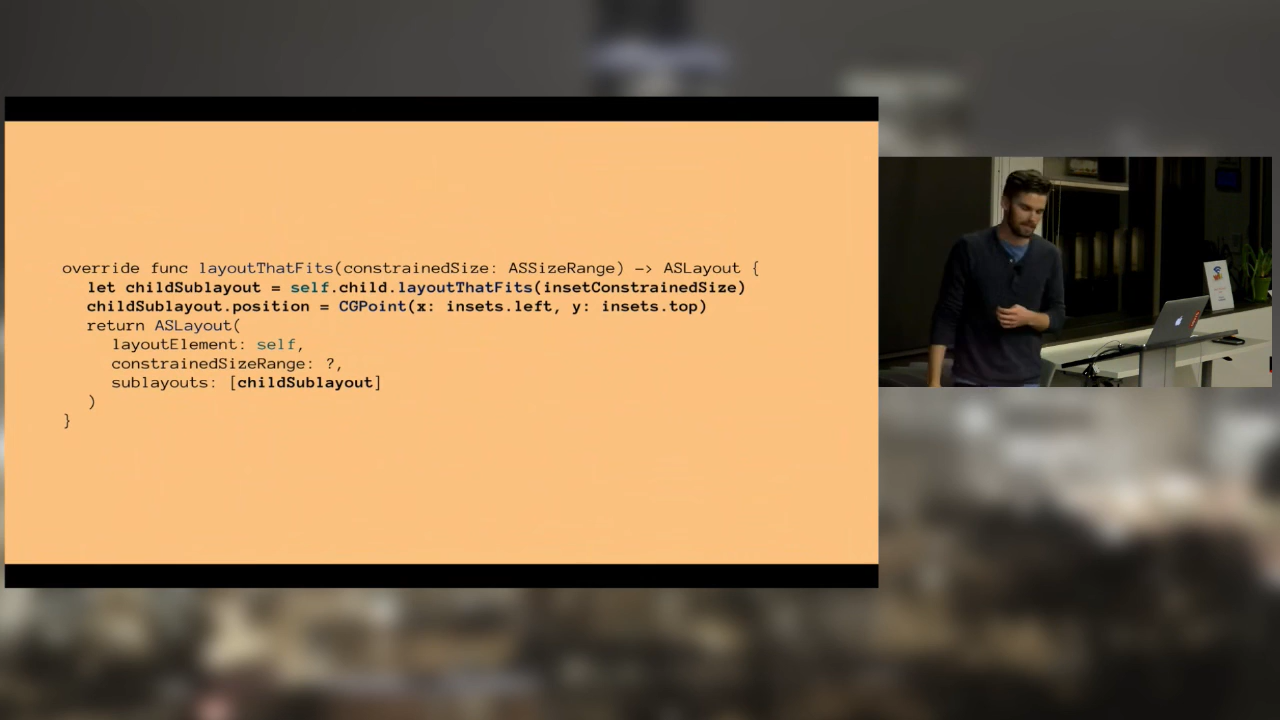 override func layoutThatFits(constrainedSize: ASSizeRange) -> ASLayout {
let childSublayout = self.child.layoutThatFits(insetConstrainedSize)
childSublayout.position = CGPoint(x: insets.left, y: insets.top)
return ASLayout(
layoutElement: self,
constrainedSizeRange: ?,
sublayouts: [childSublayout]
)
}